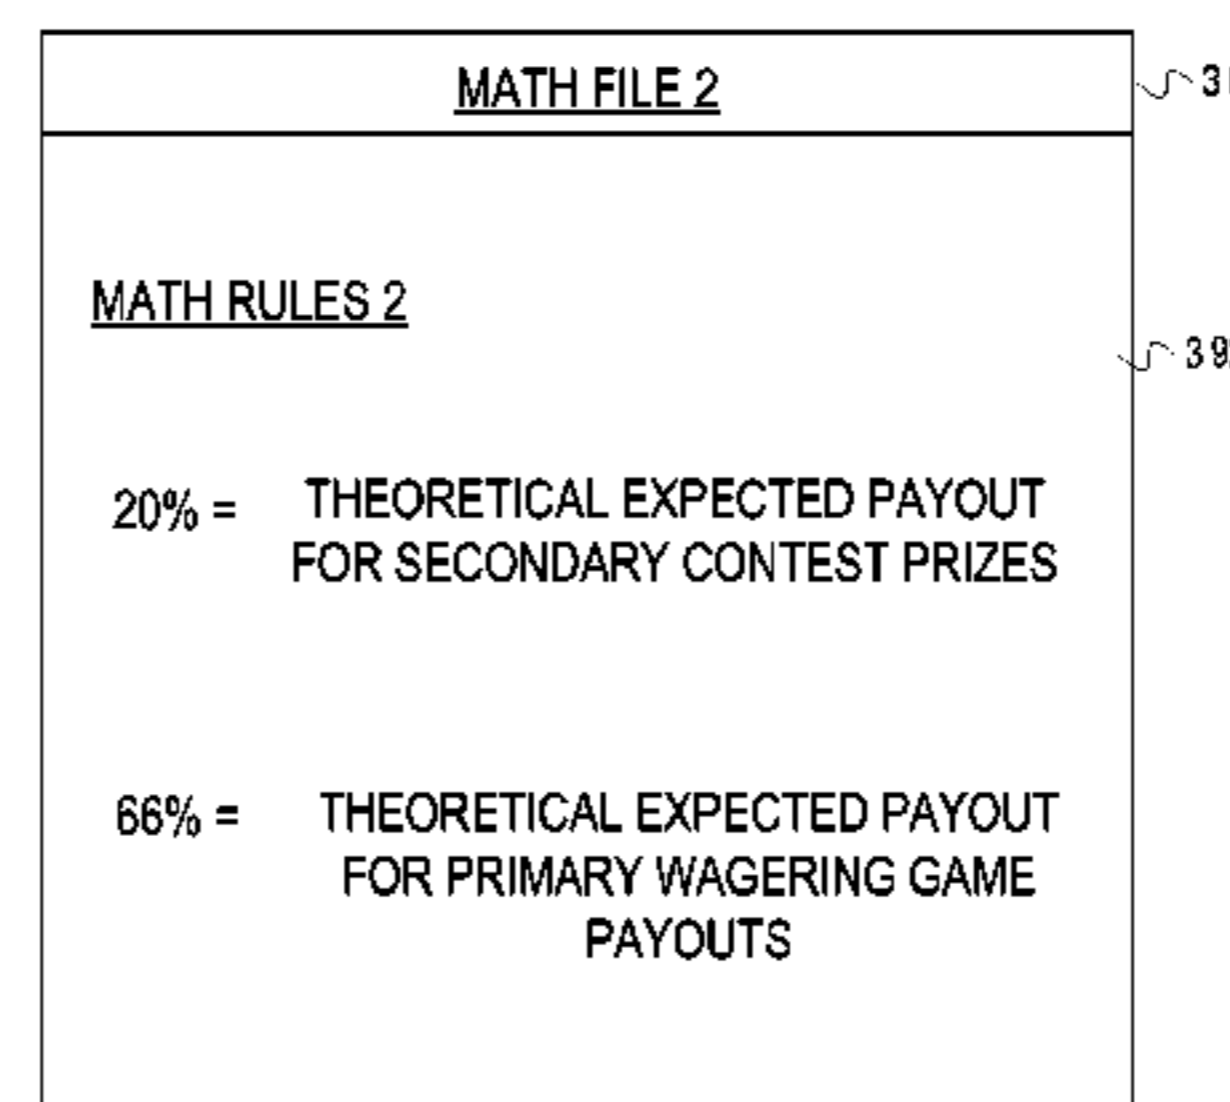 MATH FILE 2
MATH RULES 2
20% = THEORETICAL EXPECTED PAYOUT
FOR SECONDARY CONTEST PRIZES
66% = THEORETICAL EXPECTED PAYOUT
FOR PRIMARY WAGERING GAME
PAYOUTS